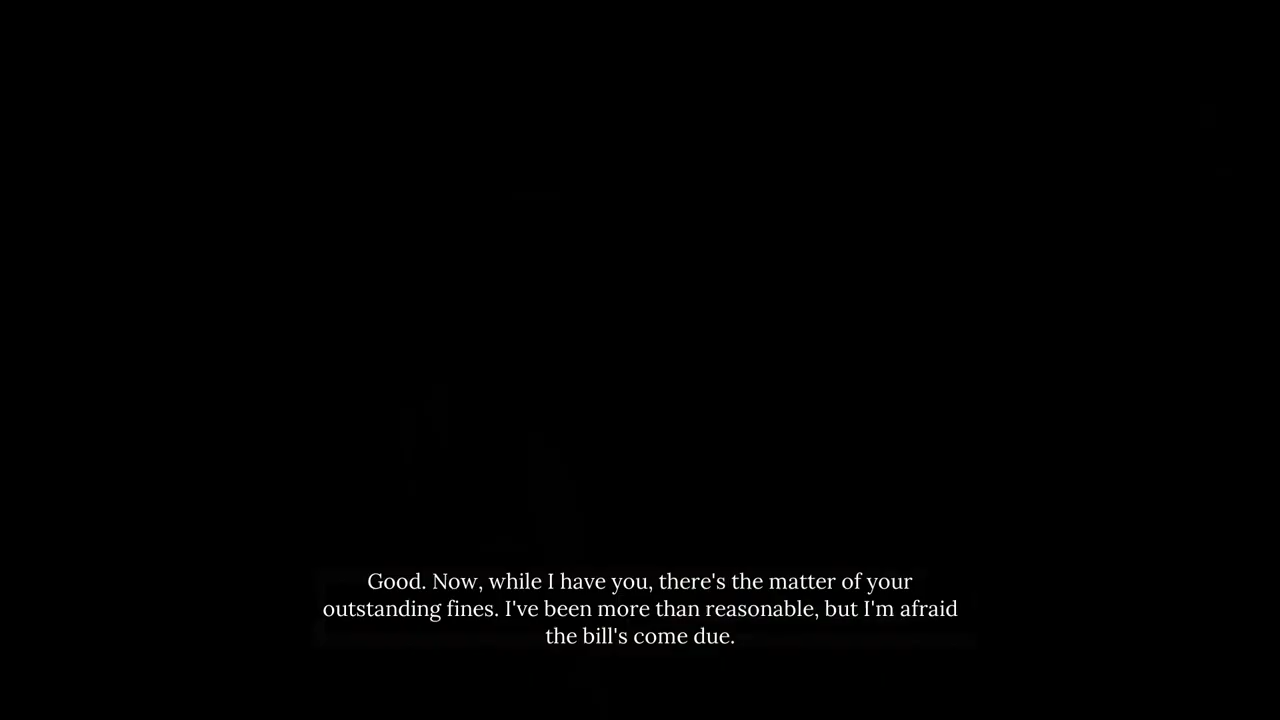 Good. Now, while I have you, there's the matter of your
outstanding fines. I've been more than reasonable, but I'm afraid
the bill's come due.